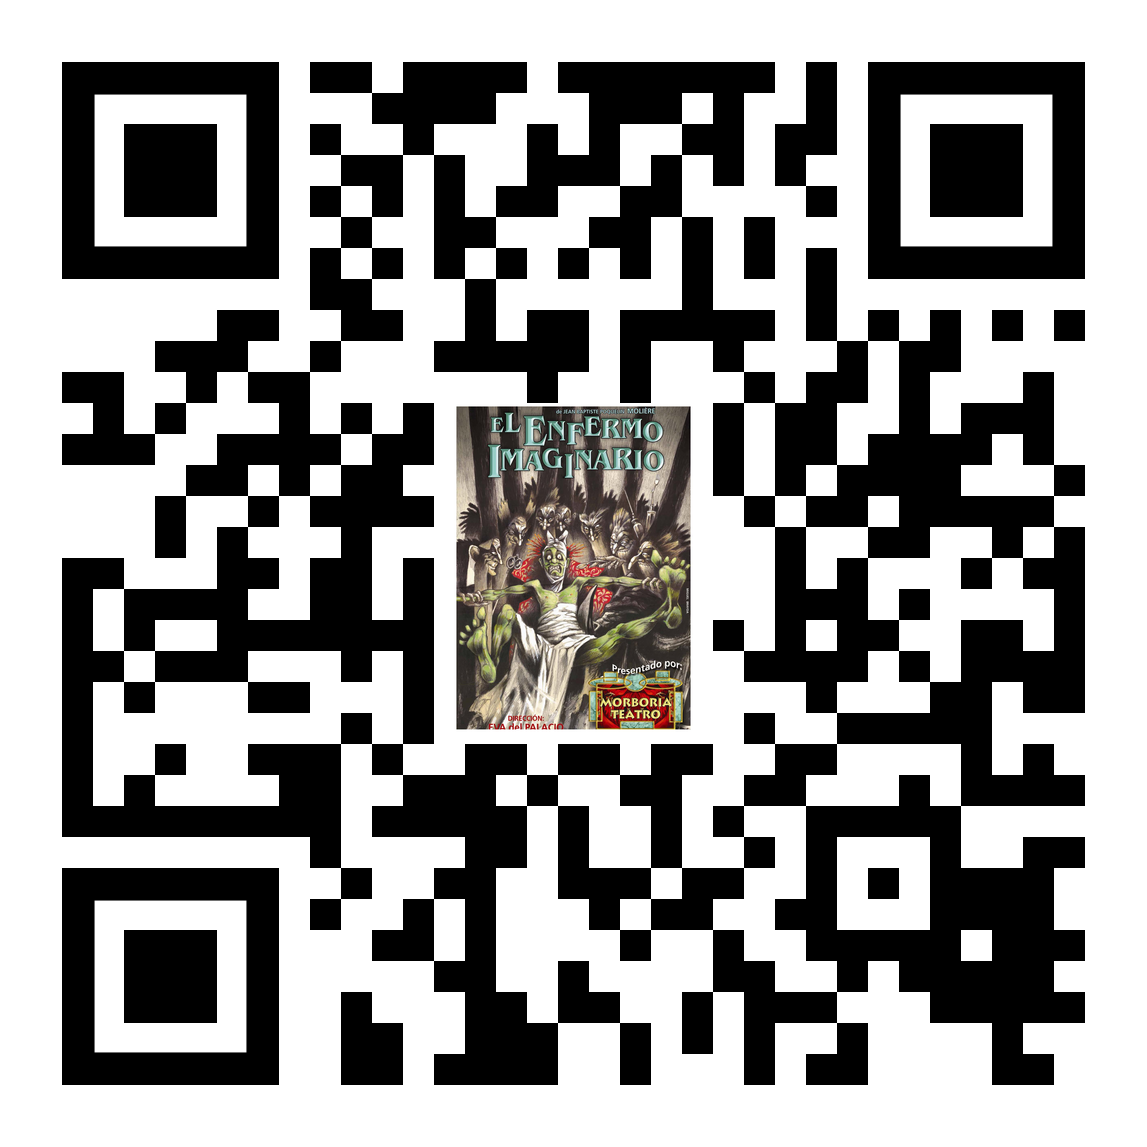 de JEAN BAPTISTE POQUELIN, MOLIÈRE
EL ENFERMO
IMAGINARIO
Presentado por:
MORBORIA
TEATRO
DIRECCIÓN:
EVA del PALACIO